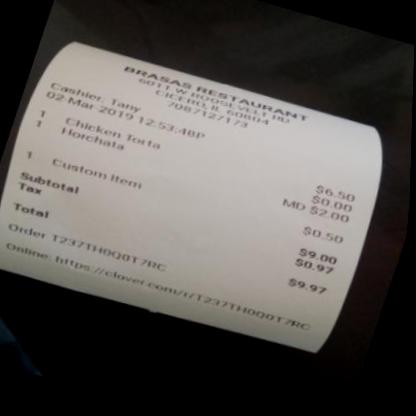 BRASAS RESTAURANT
6011 W ROOSEVELT RD
CICERO, IL 60804
7087127173
Cashier: Tany
02-Mar-2019 12:53:48P
1 Chicken Torta $6.50
1 Horchata $0.00
MD $2.00
1 Custom Item $0.50
Subtotal $9.00
Tax $0.97
Total $9.97
Order T237TH0Q0T7RC
Online: https://clover.com/r/T237TH0Q0T7RC